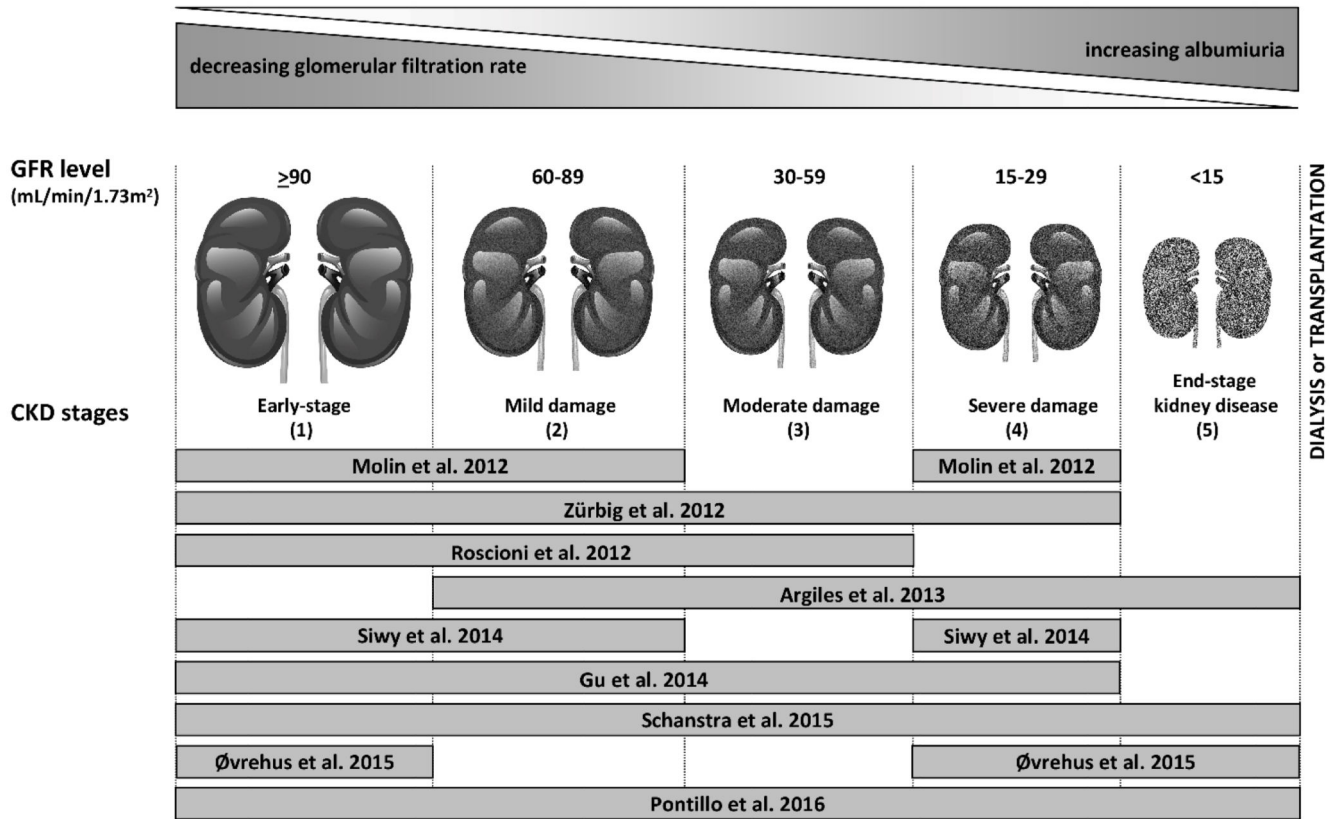 decreasing glomerular filtration rate
increasing albumiuria
GFR level
(mL/min/1.73m²)
≥90
60-89
30-59
15-29
<15
DIALYSIS or TRANSPLANTATION
CKD stages
Early-stage
(1)
Mild damage
(2)
Moderate damage
(3)
Severe damage
(4)
End-stage
kidney disease
(5)
Molin et al. 2012
Molin et al. 2012
Zürbig et al. 2012
Roscioni et al. 2012
Argiles et al. 2013
Siwy et al. 2014
Siwy et al. 2014
Gu et al. 2014
Schanstra et al. 2015
Øvrehus et al. 2015
Øvrehus et al. 2015
Pontillo et al. 2016